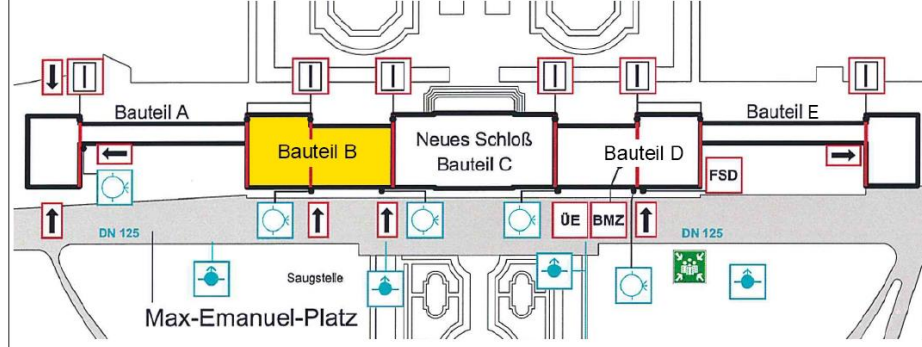 Bauteil A
Bauteil E
Bauteil B
Neues Schloß
Bauteil C
Bauteil D
FSD
ÜE
BMZ
DN 125
DN 125
Saugstelle
Max-Emanuel-Platz